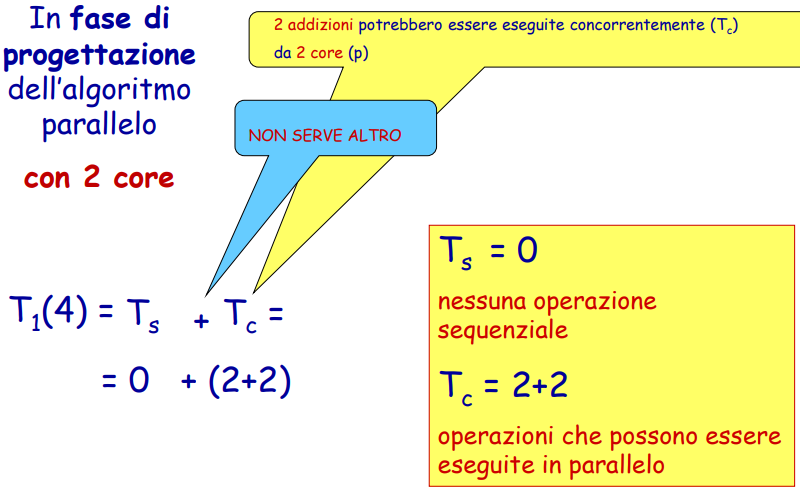 In fase di
progettazione
dell'algoritmo
parallelo
con 2 core
2 addizioni potrebbero essere eseguite concorrentemente (Tc)
da 2 core (p)
NON SERVE ALTRO
T1(4) = Ts + Tc =
= 0 + (2+2)
Ts = 0
nessuna operazione
sequenziale
Tc = 2+2
operazioni che possono essere
eseguite in parallelo